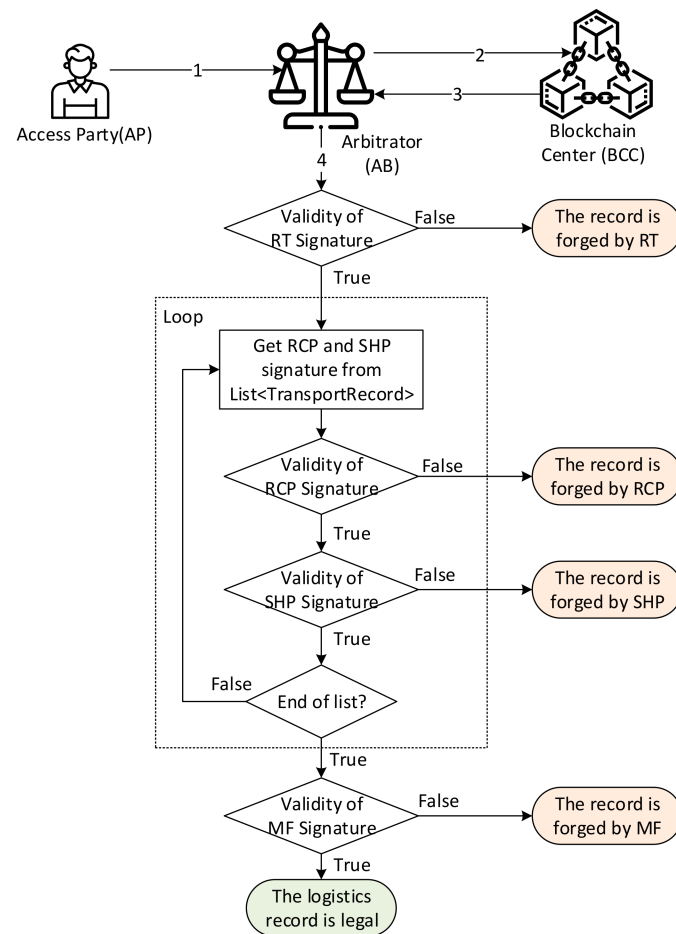 1
2
3
Access Party(AP)
Arbitrator
(AB)
Blockchain
Center (BCC)
4
Validity of
RT Signature
False
The record is
forged by RT
True
Loop
Get RCP and SHP
signature from
List<TransportRecord>
Validity of
RCP Signature
False
The record is
forged by RCP
True
Validity of
SHP Signature
False
The record is
forged by SHP
True
False
End of list?
True
Validity of
MF Signature
False
The record is
forged by MF
True
The logistics
record is legal